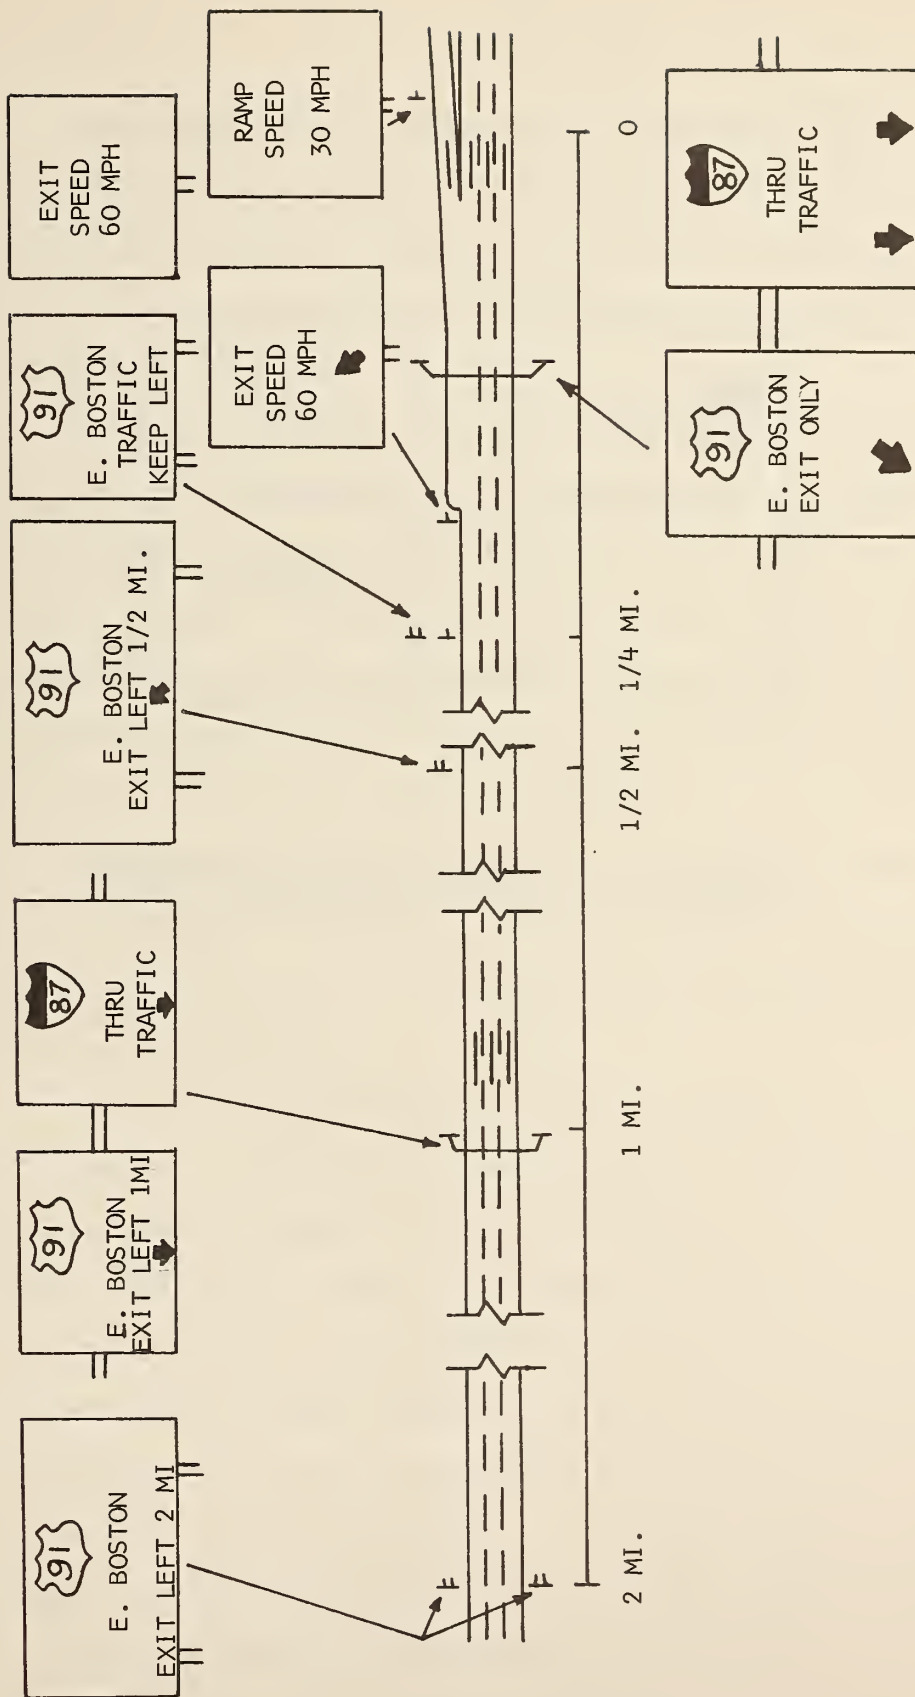 91
E. BOSTON
EXIT LEFT 2 MI
91
E. BOSTON
EXIT LEFT 1MI
87
THRU
TRAFFIC
91
E. BOSTON
EXIT LEFT 1/2 MI.
91
E. BOSTON
TRAFFIC
KEEP LEFT
EXIT
SPEED
60 MPH
EXIT
SPEED
60 MPH
RAMP
SPEED
30 MPH
2 MI.
1 MI.
1/2 MI.
1/4 MI.
0
91
E. BOSTON
EXIT ONLY
87
THRU
TRAFFIC